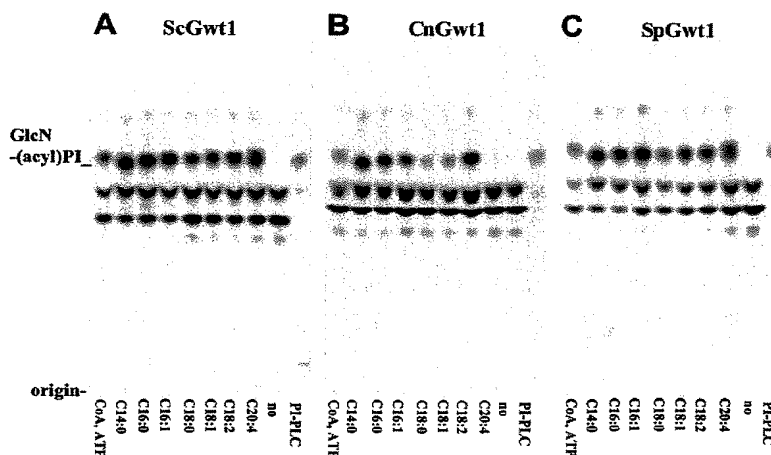 A ScGwt1
B CnGwt1
C SpGwt1
GlcN
-(acyl)PI_
origin-
CoA, ATP
C14:0
C16:0
C16:1
C18:0
C18:1
C18:2
C20:4
no
PI-PLC
CoA, ATP
C14:0
C16:0
C16:1
C18:0
C18:1
C18:2
C20:4
no
PI-PLC
CoA, ATP
C14:0
C16:0
C16:1
C18:0
C18:1
C18:2
C20:4
no